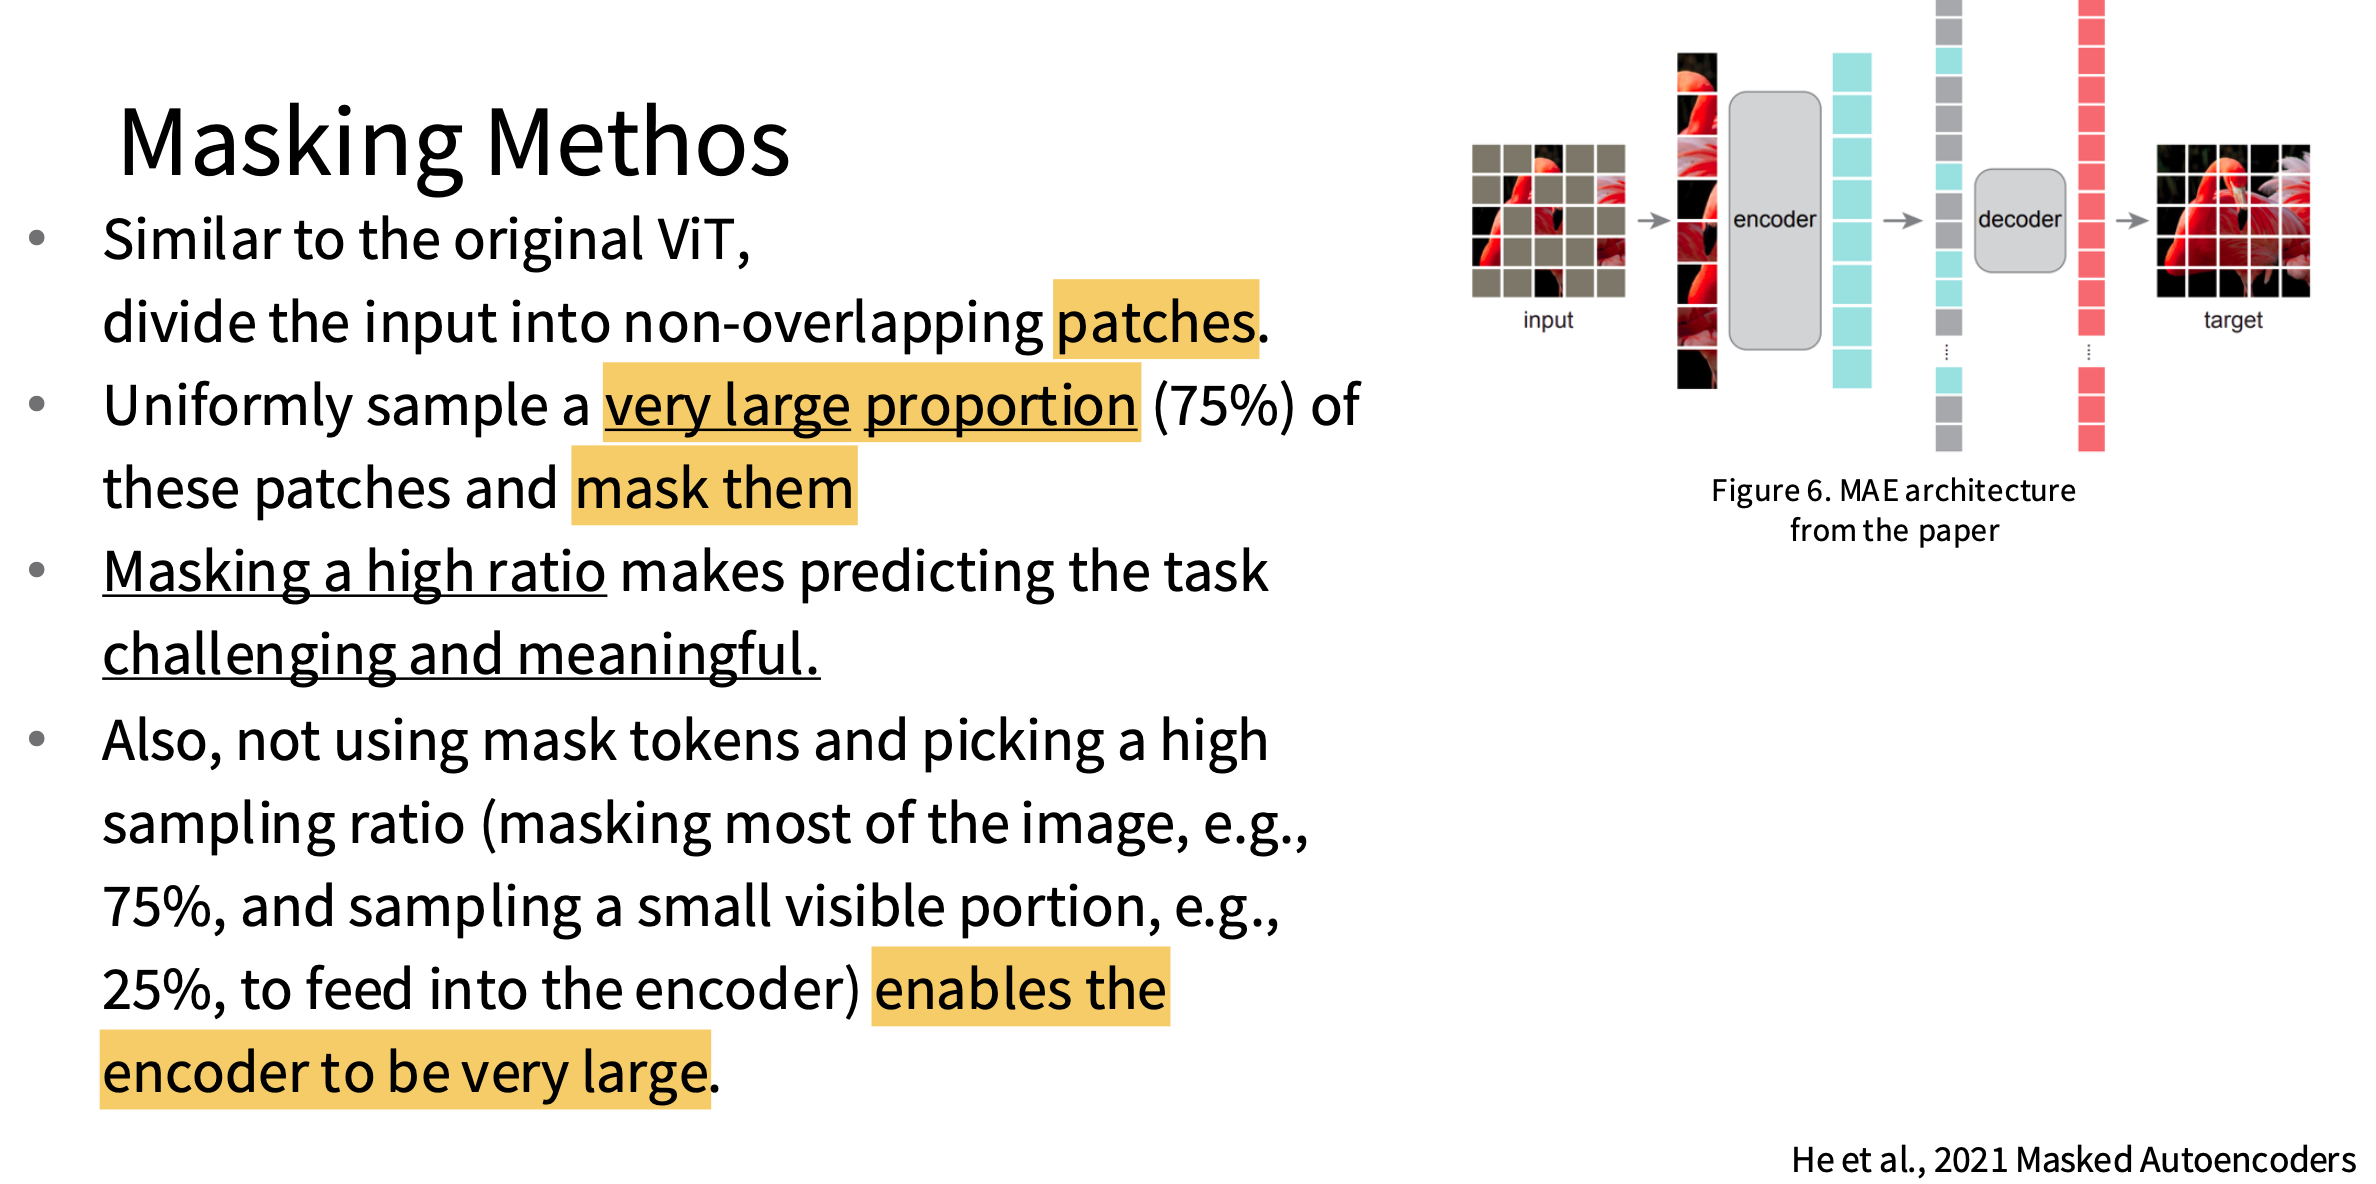 Masking Methos
• Similar to the original ViT,
divide the input into non-overlapping patches.
• Uniformly sample a very large proportion (75%) of
these patches and mask them
• Masking a high ratio makes predicting the task
challenging and meaningful.
• Also, not using mask tokens and picking a high
sampling ratio (masking most of the image, e.g.,
75%, and sampling a small visible portion, e.g.,
25%, to feed into the encoder) enables the
encoder to be very large.
input
encoder
decoder
target
Figure 6. MAE architecture
from the paper
He et al., 2021 Masked Autoencoders